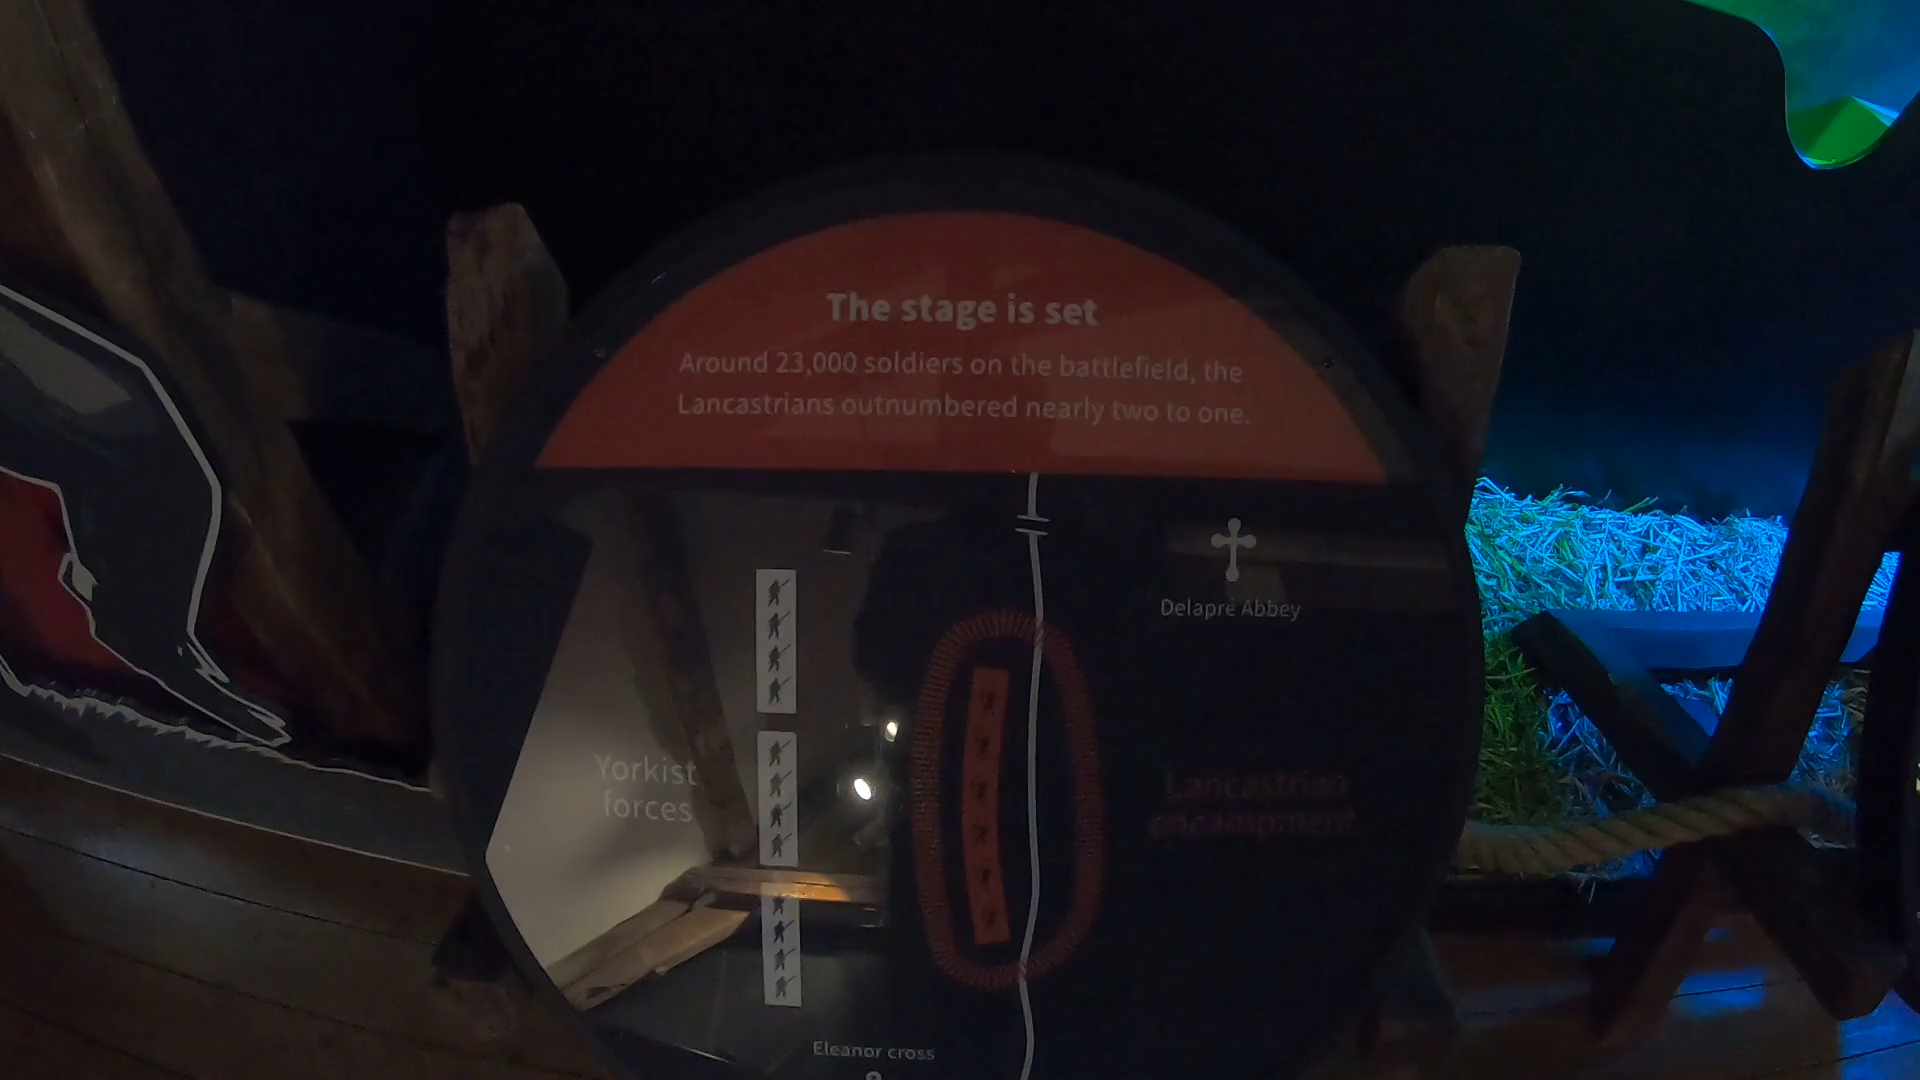 The stage is set
Around 23,000 soldiers on the battlefield, the
Lancastrians outnumbered nearly two to one.
Delapré Abbey
Yorkist
forces
Lancastrian
encampment
Eleanor cross